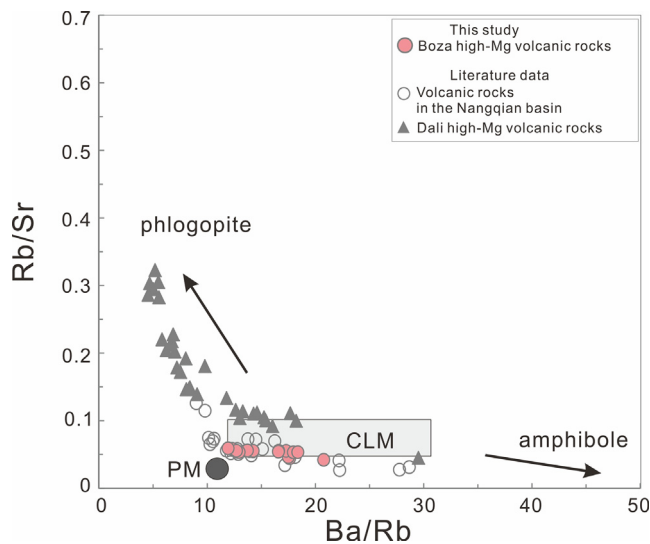 0.7
This study
Boza high-Mg volcanic rocks
Literature data
Volcanic rocks
in the Nangqian basin
Dali high-Mg volcanic rocks
0.6
0.5
0.4
phlogopite
Rb/Sr
0.3
0.2
0.1
CLM
amphibole
PM
0
0
10
20
30
40
50
Ba/Rb